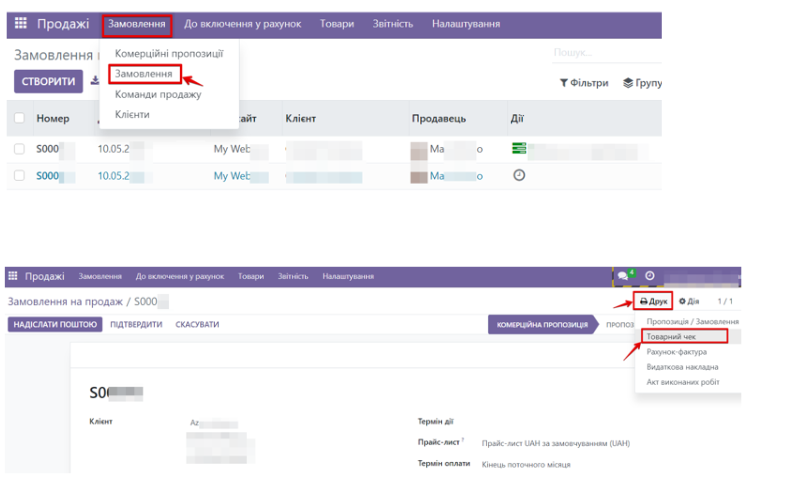 Продажі Замовлення До включення у рахунок Товари Звітність Налаштування
Замовлення Комерційні пропозиції Пошук...
СТВОРИТИ Замовлення Фільтри Групу
Команди продажу
Клієнти
Номер айт Клієнт Продавець Дії
S000 10.05.2 My Web Ma o
S000 10.05.2 My Web Ma o
Продажі Замовлення До включення у рахунок Товари Звітність Налаштування 4
Замовлення на продаж / S000 Друк Дія 1 / 1
НАДІСЛАТИ ПОШТОЮ ПІДТВЕРДИТИ СКАСУВАТИ КОМЕРЦІЙНА ПРОПОЗИЦІЯ ПРОПОЗ Пропозиція / Замовлення
Товарний чек
Рахунок-фактура
Видаткова накладна
Акт виконаних робіт
S0
Клієнт Az Термін дії
Прайс-лист ? Прайс-лист UAH за замовчуванням (UAH)
Термін оплати Кінець поточного місяця